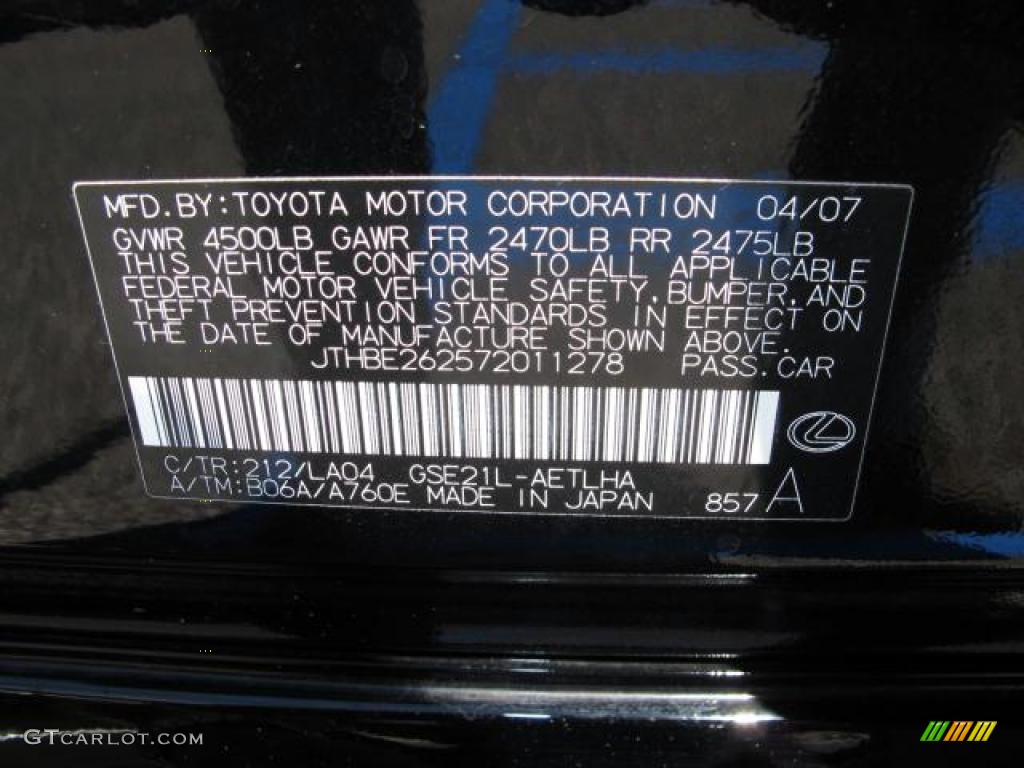 MFD.BY:TOYOTA MOTOR CORPORATION 04/07
GVWR 4500LB GAWR FR 2470LB RR 2475LB
THIS VEHICLE CONFORMS TO ALL APPLICABLE
FEDERAL MOTOR VEHICLE SAFETY,BUMPER,AND
THEFT PREVENTION STANDARDS IN EFFECT ON
THE DATE OF MANUFACTURE SHOWN ABOVE.
JTHBE262572011278 PASS.CAR
C/TR:212/LA04 GSE21L-AETLHA
A/TM:B06A/A760E MADE IN JAPAN 857 A
GTCARLOT.COM